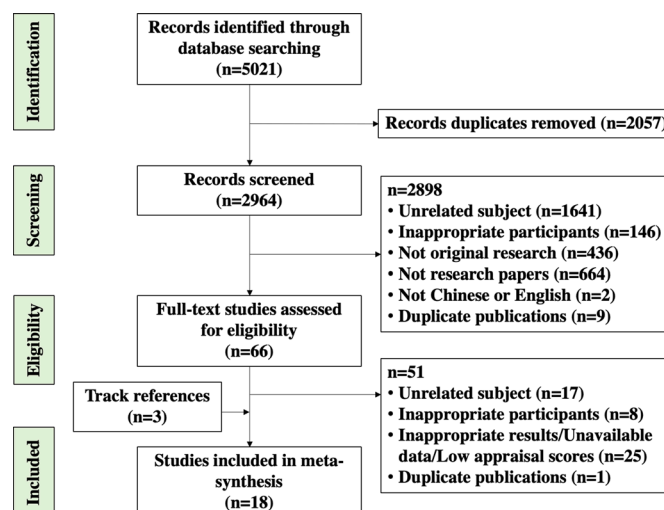 Identification
Records identified through
database searching
(n=5021)
Records duplicates removed (n=2057)
Screening
Records screened
(n=2964)
n=2898
• Unrelated subject (n=1641)
• Inappropriate participants (n=146)
• Not original research (n=436)
• Not research papers (n=664)
• Not Chinese or English (n=2)
• Duplicate publications (n=9)
Eligibility
Full-text studies assessed
for eligibility
(n=66)
n=51
• Unrelated subject (n=17)
• Inappropriate participants (n=8)
• Inappropriate results/Unavailable
data/Low appraisal scores (n=25)
• Duplicate publications (n=1)
Track references
(n=3)
Included
Studies included in meta-
synthesis
(n=18)